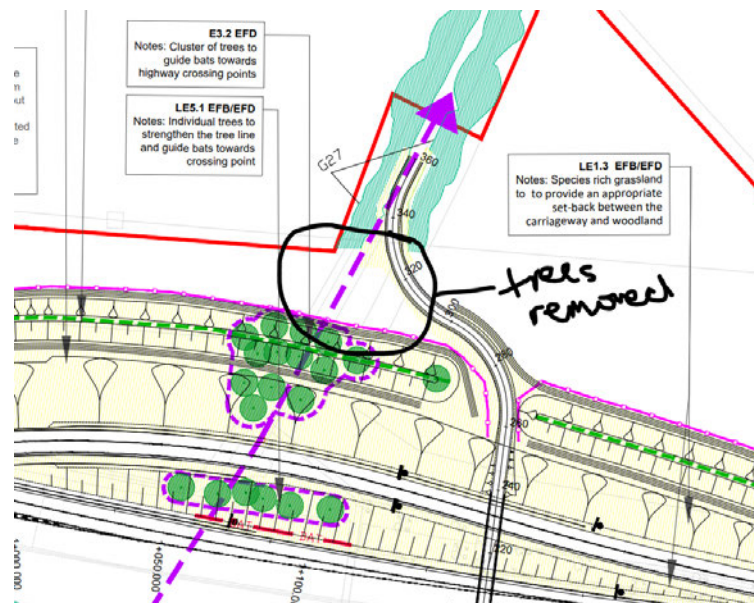 E3.2 EFD
Notes: Cluster of trees to
guide bats towards
highway crossing points
LE5.1 EFB/EFD
Notes: Individual trees to
strengthen the tree line
and guide bats towards
crossing point
G27
360
LE1.3 EFB/EFD
Notes: Species rich grassland
to to provide an appropriate
set-back between the
carriageway and woodland
340
320
trees
removed
300
280
260
240
220
BAT
BAT
+050.000